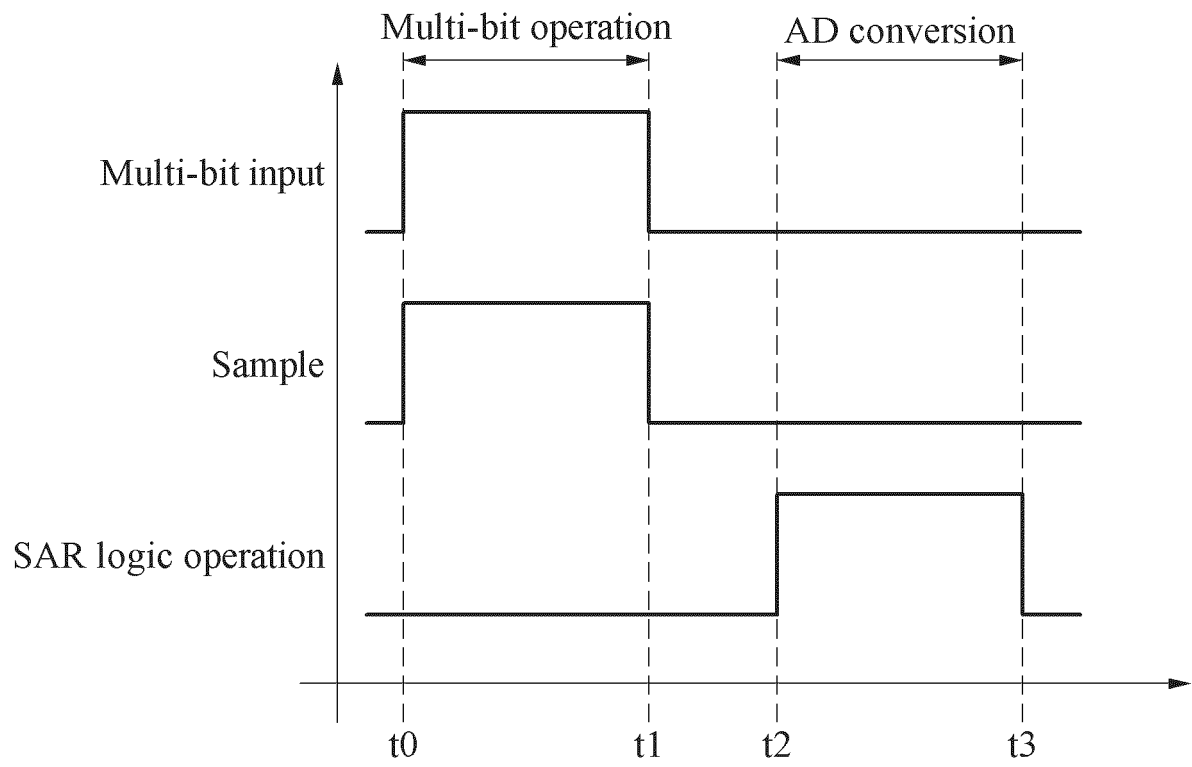 Multi-bit operation
AD conversion
Multi-bit input
Sample
SAR logic operation
t0
t1
t2
t3